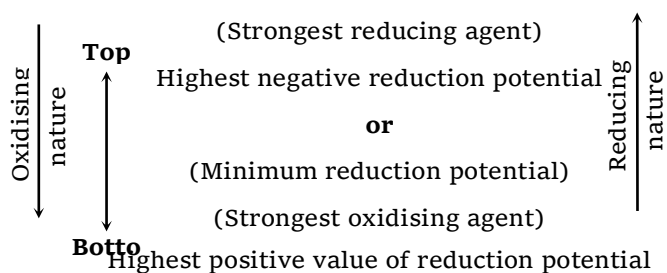 (Strongest reducing agent)
Top
Highest negative reduction potential
or
(Minimum reduction potential)
(Strongest oxidising agent)
Botto
Highest positive value of reduction potential
Oxidising
nature
Reducing
nature